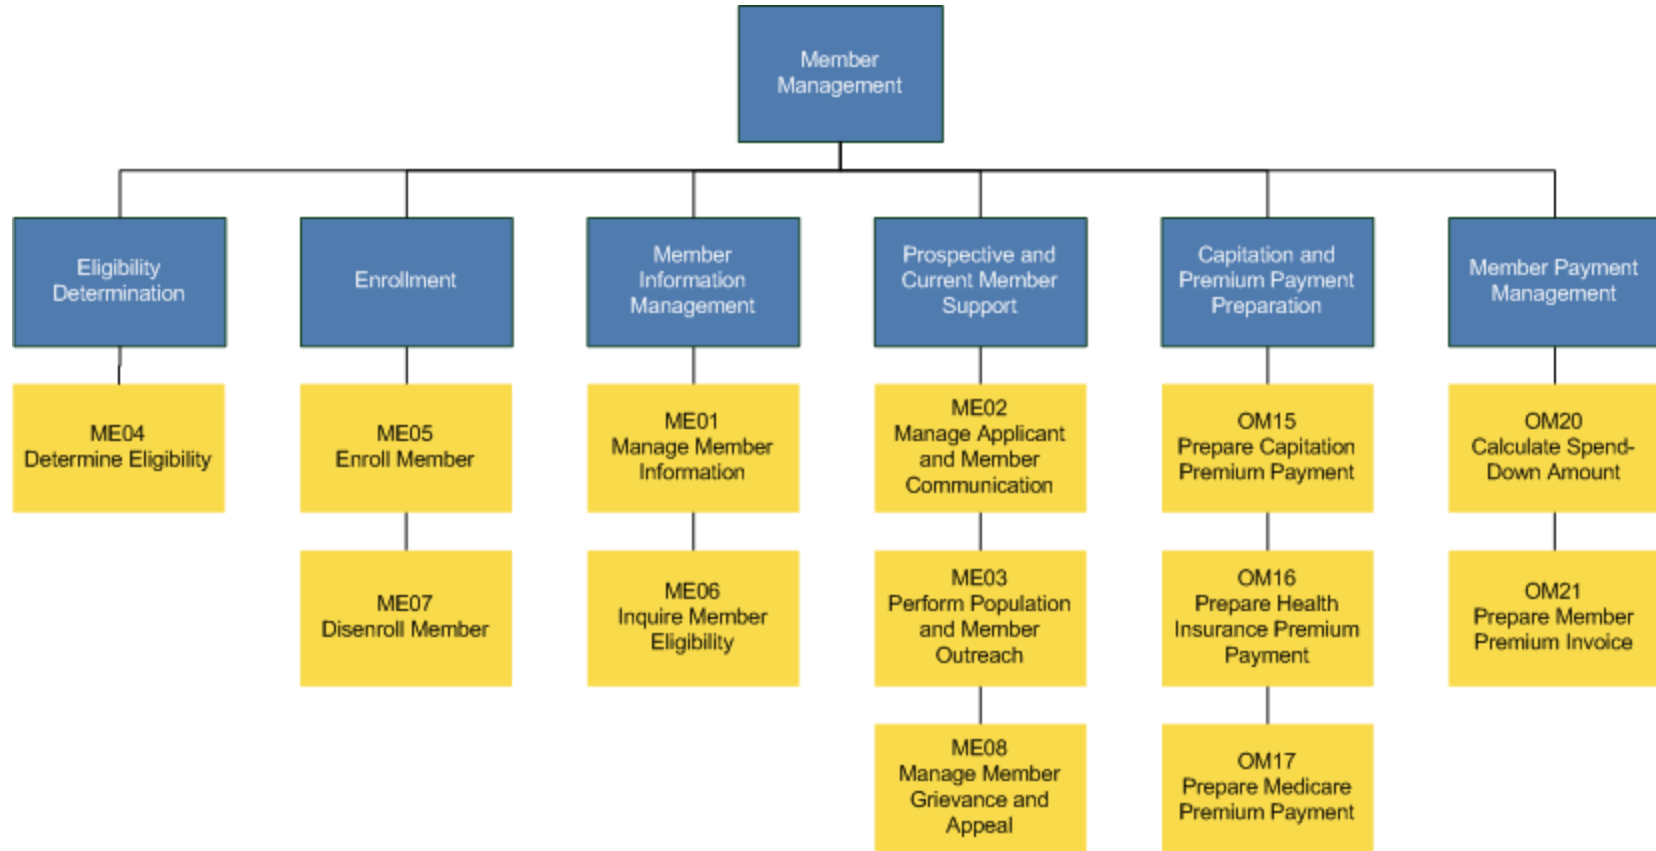 Member
Management
Eligibility
Determination
Enrollment
Member
Information
Management
Prospective and
Current Member
Support
Capitation and
Premium Payment
Preparation
Member Payment
Management
ME04
Determine Eligibility
ME05
Enroll Member
ME01
Manage Member
Information
ME02
Manage Applicant
and Member
Communication
OM15
Prepare Capitation
Premium Payment
OM20
Calculate Spend-
Down Amount
ME07
Disenroll Member
ME06
Inquire Member
Eligibility
ME03
Perform Population
and Member
Outreach
OM16
Prepare Health
Insurance Premium
Payment
OM21
Prepare Member
Premium Invoice
ME08
Manage Member
Grievance and
Appeal
OM17
Prepare Medicare
Premium Payment